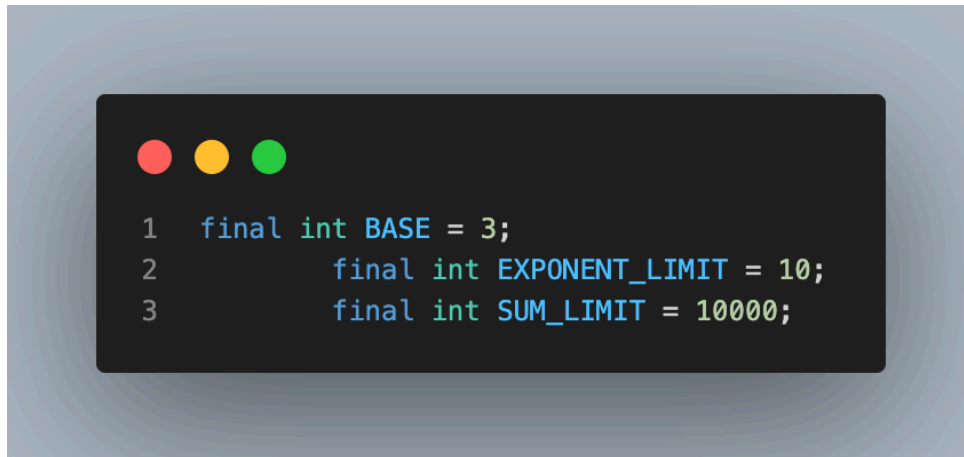 1 final int BASE = 3;
2 final int EXPONENT_LIMIT = 10;
3 final int SUM_LIMIT = 10000;